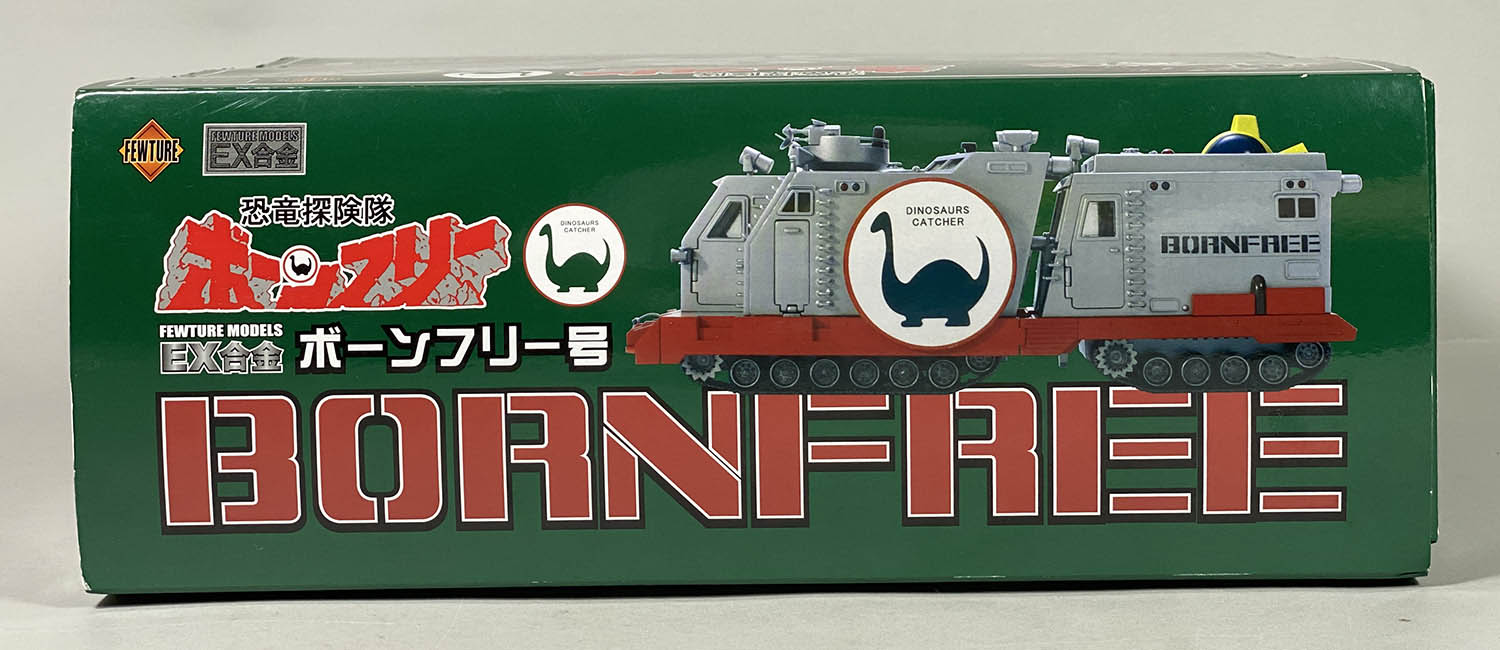 FEWTURE
FEWTURE MODELS
EX合金
恐竜探険隊
ボーンフリー
DINOSAURS
CATCHER
FEWTURE MODELS
EX合金
ボーンフリー号
DINOSAURS
CATCHER
BORNFREE
BORNFREE